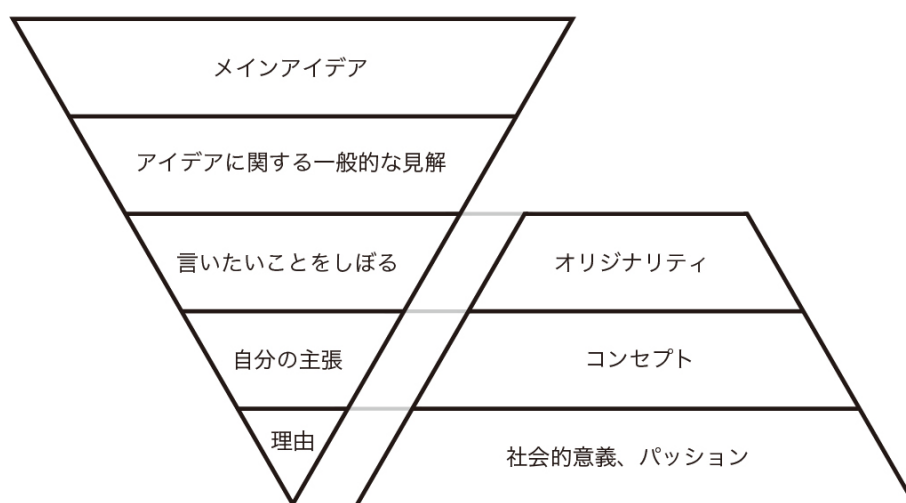 メインアイデア
アイデアに関する一般的な見解
言いたいことをしぼる
オリジナリティ
自分の主張
コンセプト
理由
社会的意義、パッション